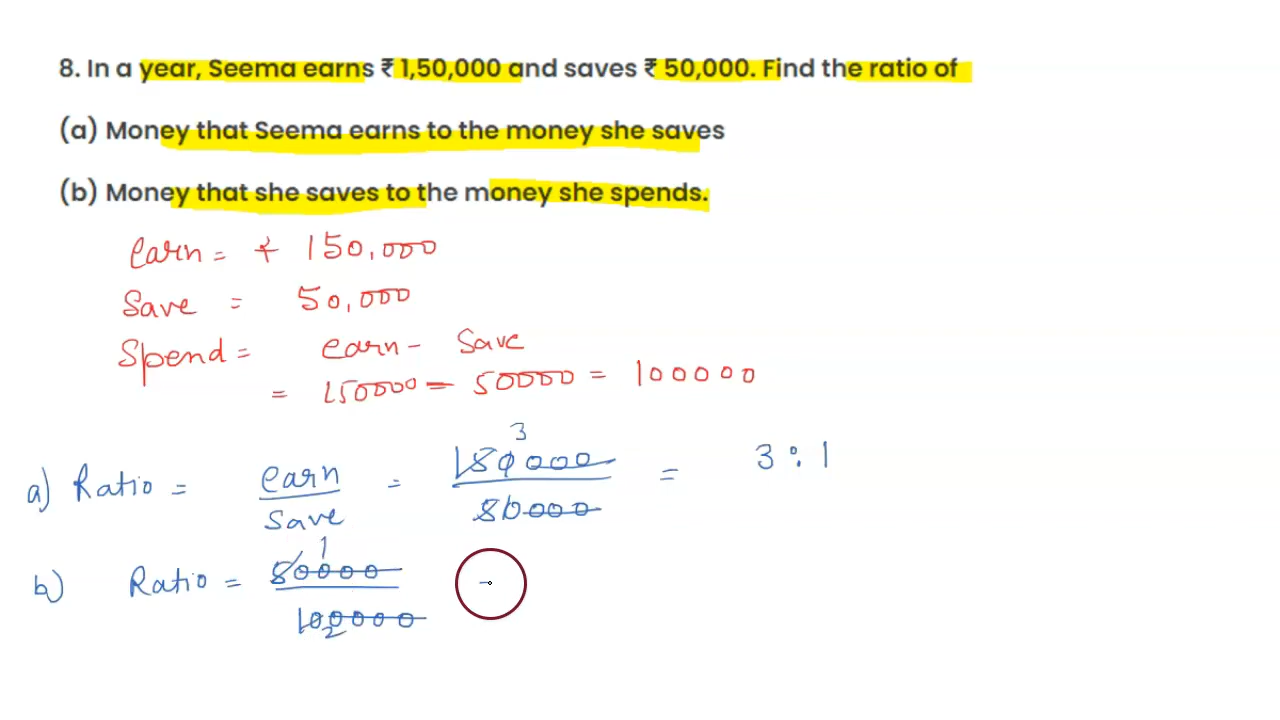 8. In a year, Seema earns ₹ 1,50,000 and saves ₹ 50,000. Find the ratio of
(a) Money that Seema earns to the money she saves
(b) Money that she saves to the money she spends.
earn = ₹ 150,000
Save = 50,000
Spend = earn - Save
= 150000 - 50000 = 100000
3
a) Ratio = earn/Save = 150000/50000 = 3:1
1
b) Ratio = 50000/100000 -
2